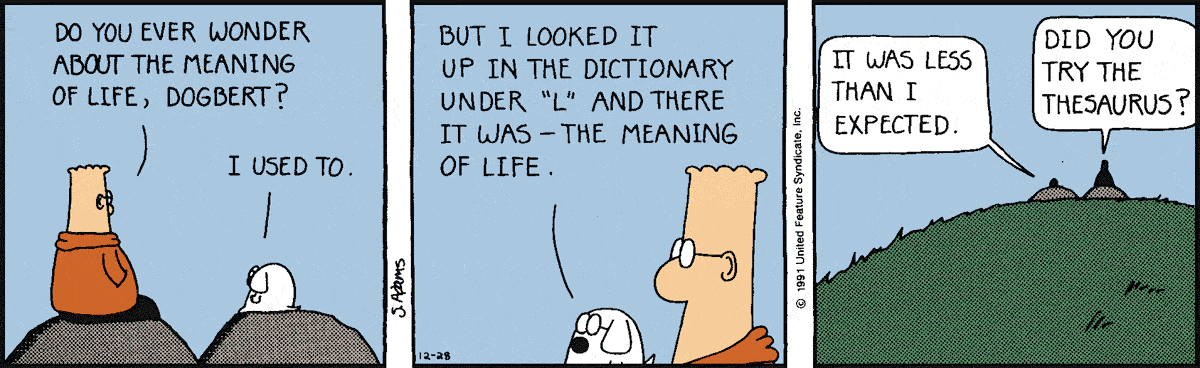 DO YOU EVER WONDER
ABOUT THE MEANING
OF LIFE, DOGBERT?
I USED TO.
S. Adams
BUT I LOOKED IT
UP IN THE DICTIONARY
UNDER "L" AND THERE
IT WAS – THE MEANING
OF LIFE.
12-28
© 1991 United Feature Syndicate, Inc.
IT WAS LESS
THAN I
EXPECTED.
DID YOU
TRY THE
THESAURUS?